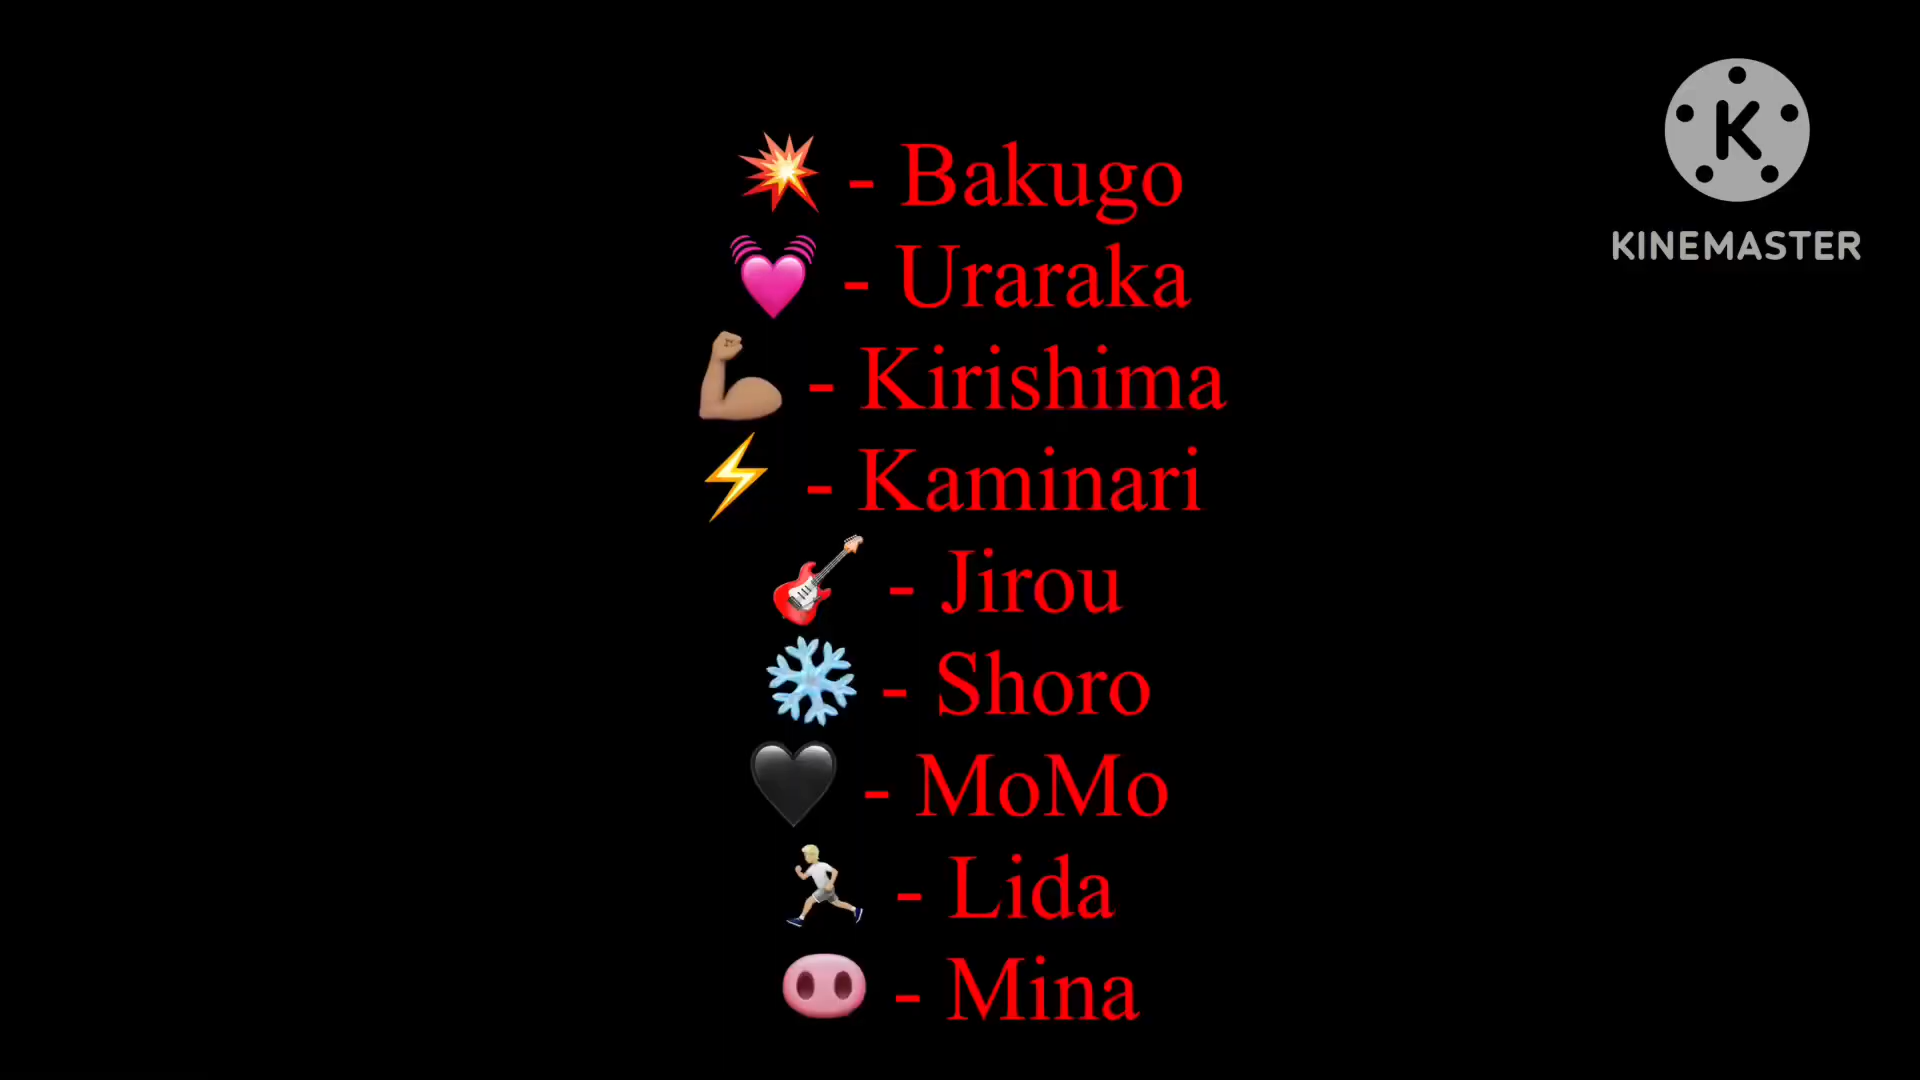 💥 - Bakugo
💓 - Uraraka
💪🏽 - Kirishima
⚡ - Kaminari
🎸 - Jirou
❄️ - Shoro
🖤 - MoMo
🏃🏼 - Lida
🐽 - Mina
K
KINEMASTER